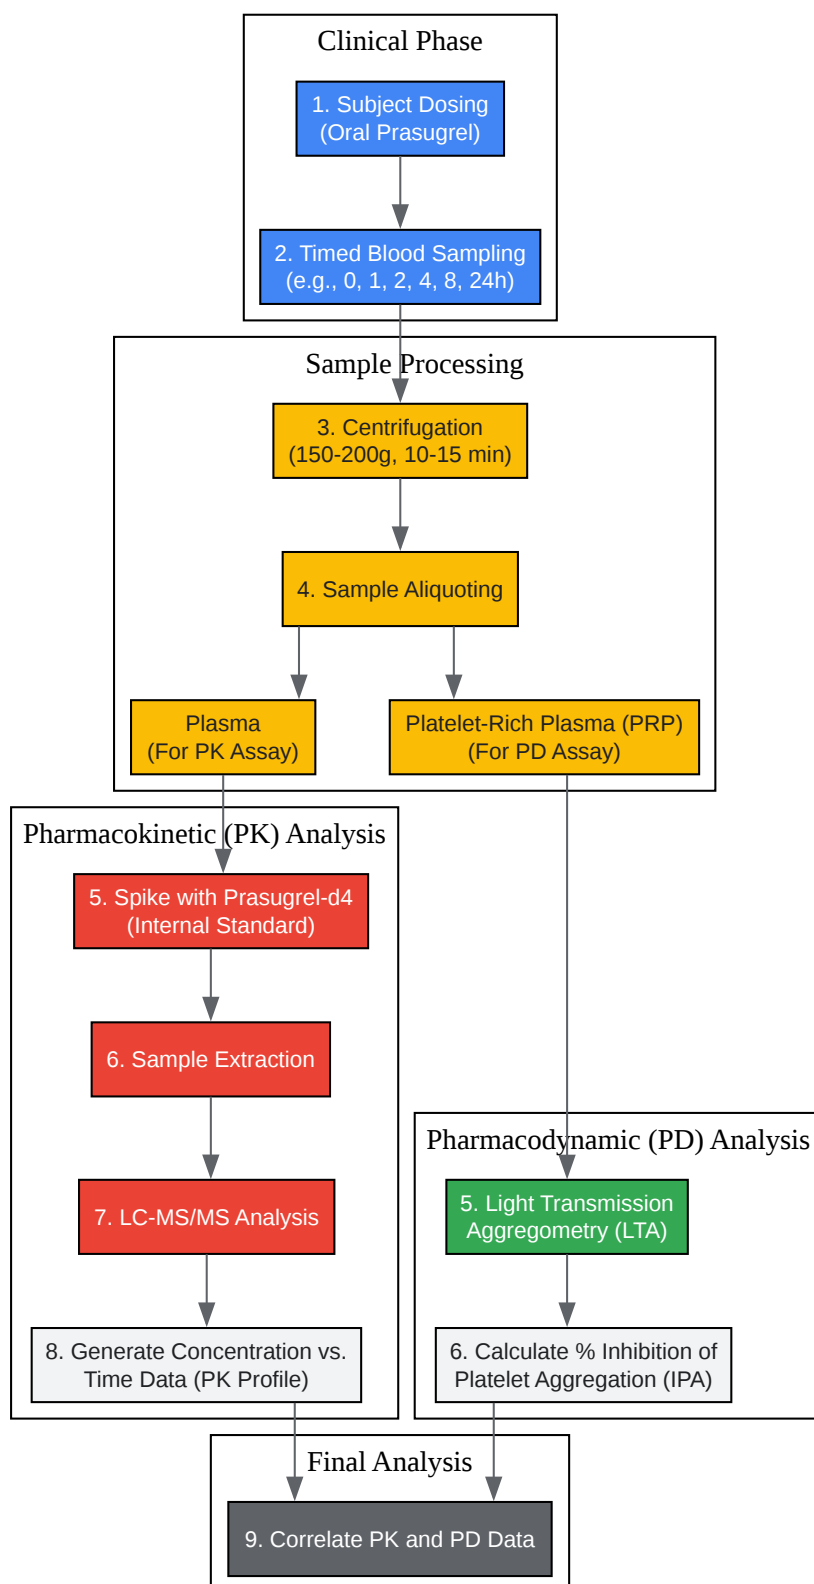 Clinical Phase
1. Subject Dosing
(Oral Prasugrel)
2. Timed Blood Sampling
(e.g., 0, 1, 2, 4, 8, 24h)
Sample Processing
3. Centrifugation
(150-200g, 10-15 min)
4. Sample Aliquoting
Plasma
(For PK Assay)
Platelet-Rich Plasma (PRP)
(For PD Assay)
Pharmacokinetic (PK) Analysis
5. Spike with Prasugrel-d4
(Internal Standard)
6. Sample Extraction
7. LC-MS/MS Analysis
8. Generate Concentration vs.
Time Data (PK Profile)
Pharmacodynamic (PD) Analysis
5. Light Transmission
Aggregometry (LTA)
6. Calculate % Inhibition of
Platelet Aggregation (IPA)
Final Analysis
9. Correlate PK and PD Data